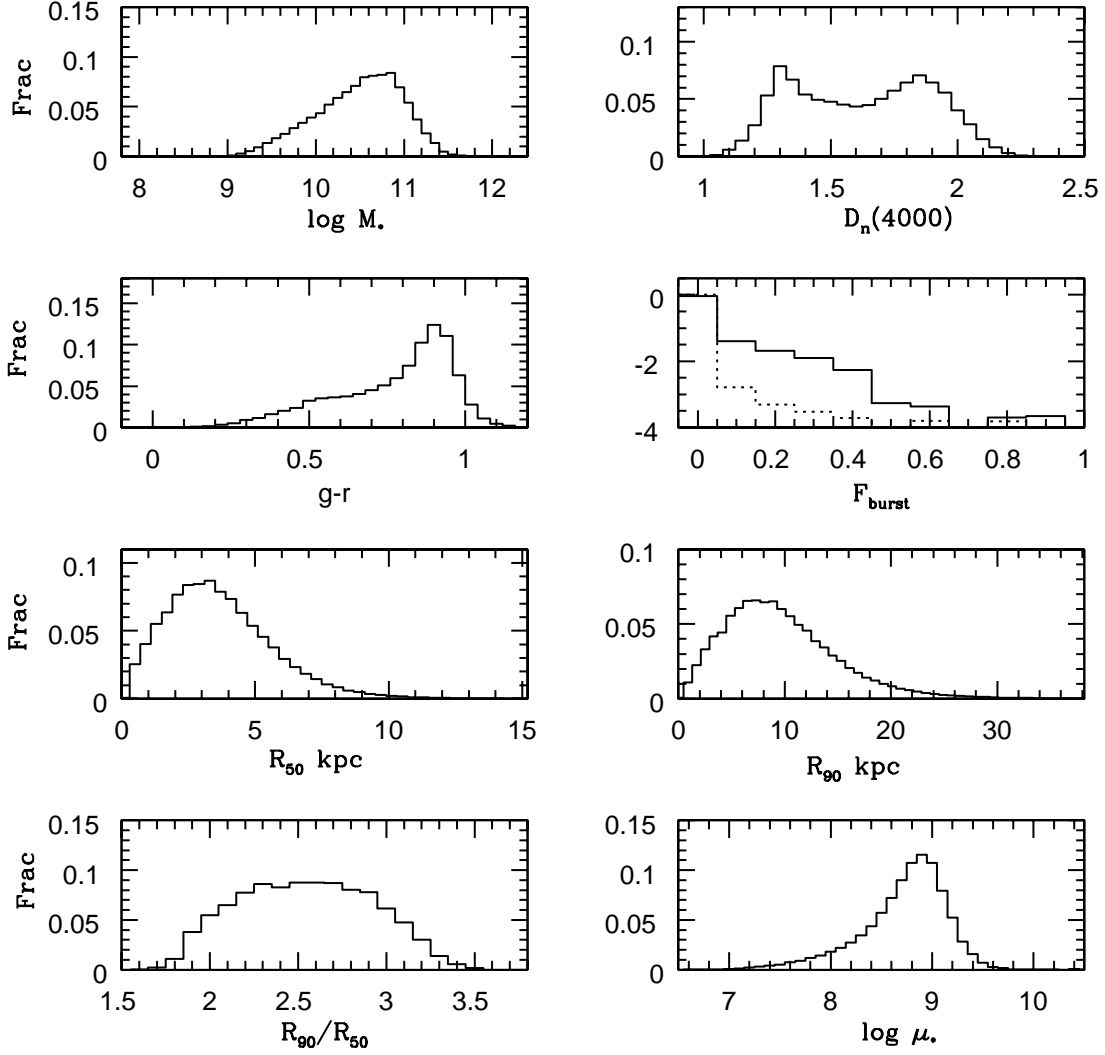 0.15
0.1
0.05
0
Frac
8 9 10 11 12
log M*
0.1
0.05
0
1 1.5 2 2.5
Dn(4000)
0.15
0.1
0.05
0
Frac
0 0.5 1
g-r
0
-2
-4
0 0.2 0.4 0.6 0.8 1
Fburst
0.1
0.05
0
Frac
0 5 10 15
R50 kpc
0.1
0.05
0
0 10 20 30
R90 kpc
0.15
0.1
0.05
0
Frac
1.5 2 2.5 3 3.5
R90/R50
0.15
0.1
0.05
0
7 8 9 10
log μ*